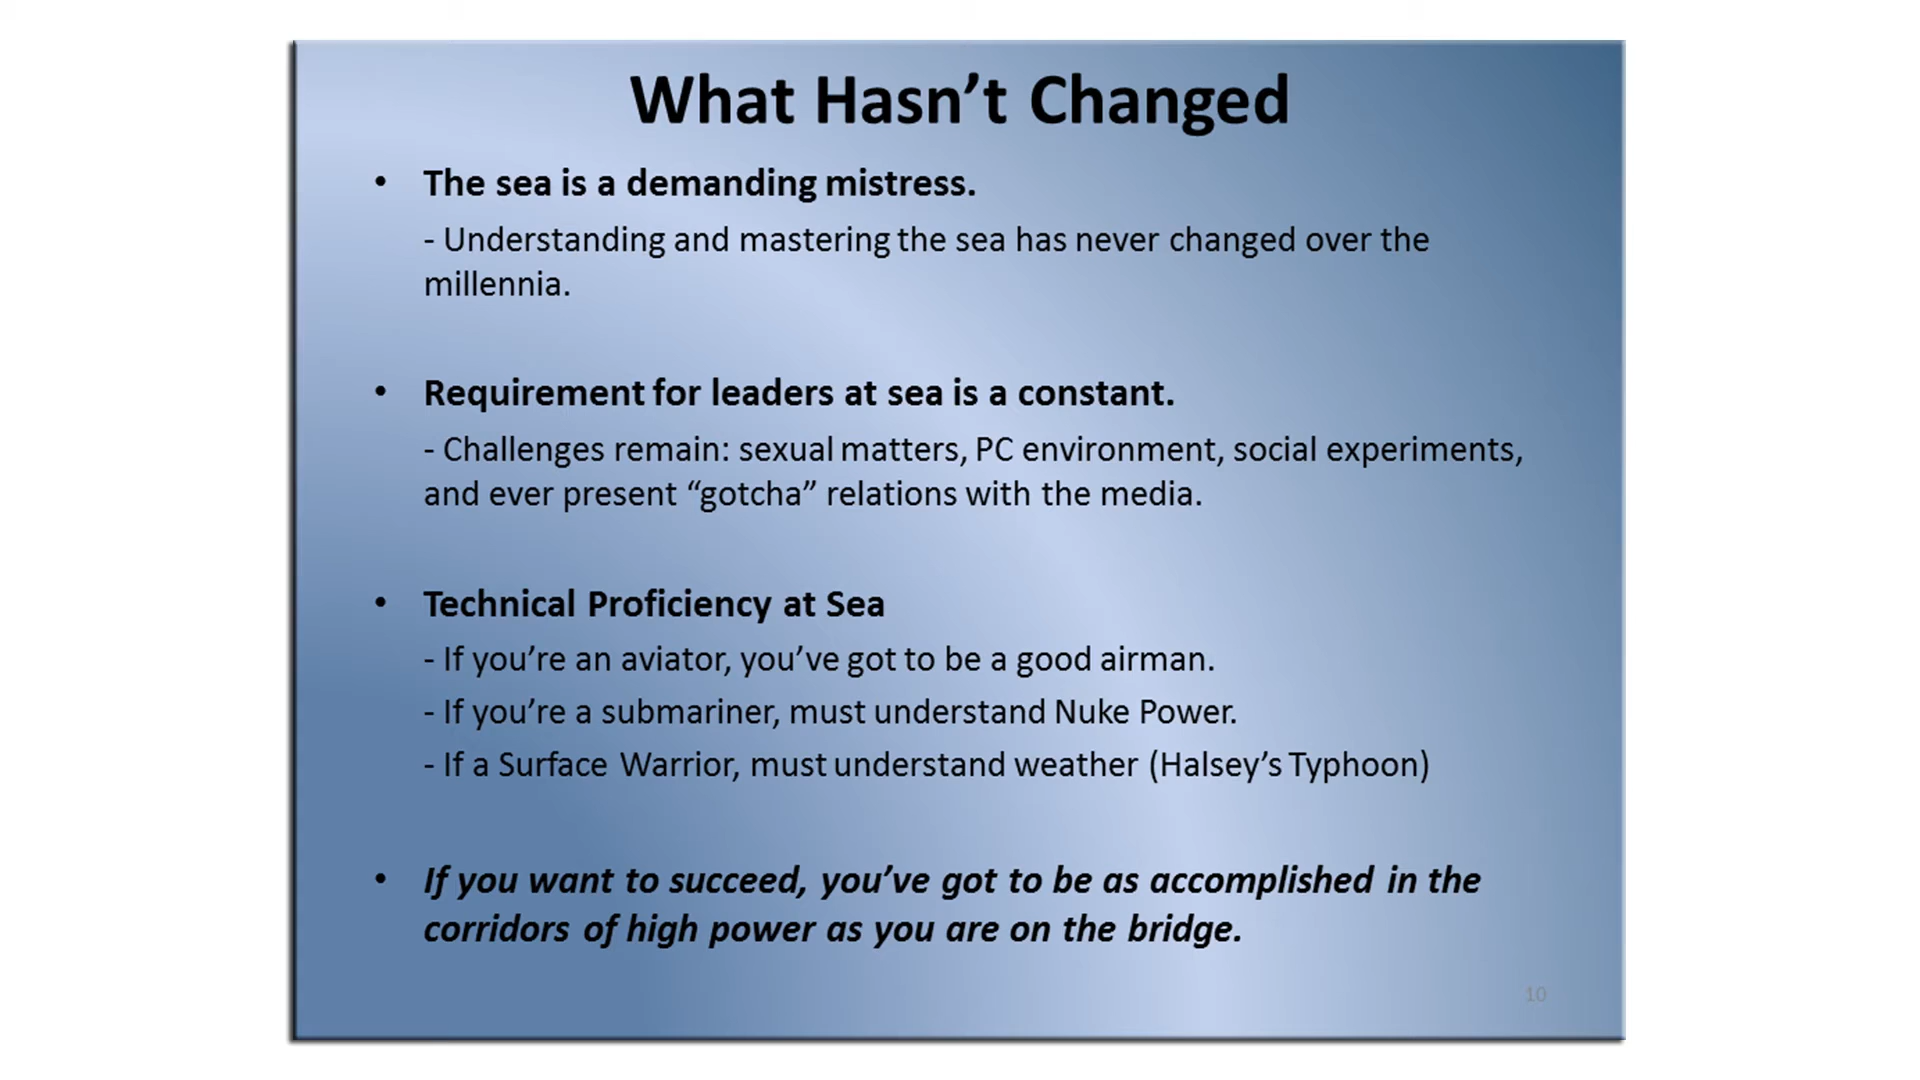 What Hasn’t Changed
• The sea is a demanding mistress.
- Understanding and mastering the sea has never changed over the
millennia.
• Requirement for leaders at sea is a constant.
- Challenges remain: sexual matters, PC environment, social experiments,
and ever present “gotcha” relations with the media.
• Technical Proficiency at Sea
- If you’re an aviator, you’ve got to be a good airman.
- If you’re a submariner, must understand Nuke Power.
- If a Surface Warrior, must understand weather (Halsey’s Typhoon)
• If you want to succeed, you’ve got to be as accomplished in the
corridors of high power as you are on the bridge.
10